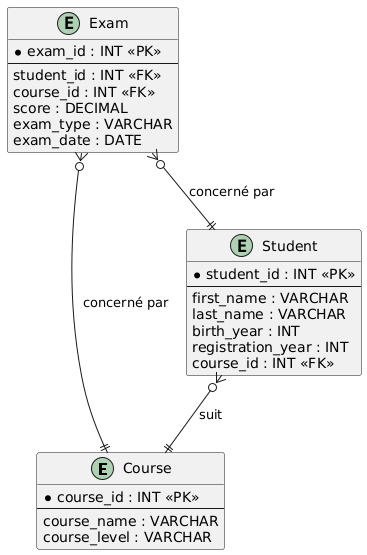 E Exam
* exam_id : INT «PK»
student_id : INT «FK»
course_id : INT «FK»
score : DECIMAL
exam_type : VARCHAR
exam_date : DATE
concerné par
E Student
* student_id : INT «PK»
first_name : VARCHAR
last_name : VARCHAR
birth_year : INT
registration_year : INT
course_id : INT «FK»
concerné par
suit
E Course
* course_id : INT «PK»
course_name : VARCHAR
course_level : VARCHAR